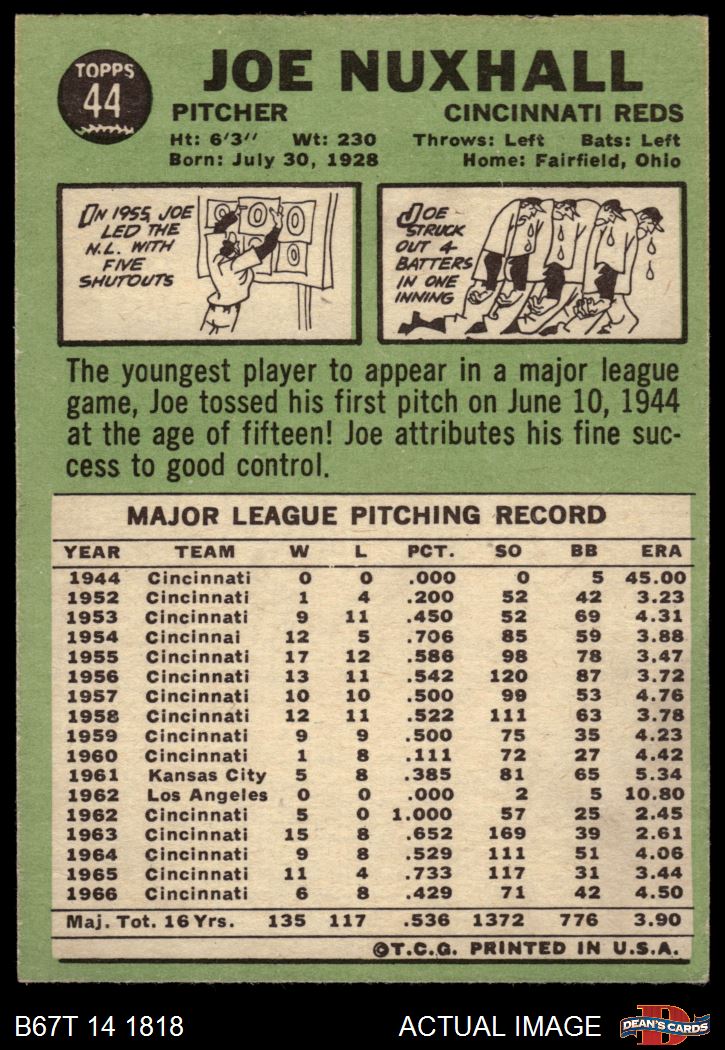 TOPPS
44
JOE NUXHALL
PITCHER CINCINNATI REDS
Ht: 6'3" Wt: 230 Throws: Left Bats: Left
Born: July 30, 1928 Home: Fairfield, Ohio
IN 1955, JOE
LED THE
N.L. WITH
FIVE
SHUTOUTS
0 0 0
0
JOE
STRUCK
OUT 4
BATTERS
IN ONE
INNING
The youngest player to appear in a major league
game, Joe tossed his first pitch on June 10, 1944
at the age of fifteen! Joe attributes his fine suc-
cess to good control.
MAJOR LEAGUE PITCHING RECORD
YEAR TEAM W L PCT. SO BB ERA
1944 Cincinnati 0 0 .000 0 5 45.00
1952 Cincinnati 1 4 .200 52 42 3.23
1953 Cincinnati 9 11 .450 52 69 4.31
1954 Cincinnai 12 5 .706 85 59 3.88
1955 Cincinnati 17 12 .586 98 78 3.47
1956 Cincinnati 13 11 .542 120 87 3.72
1957 Cincinnati 10 10 .500 99 53 4.76
1958 Cincinnati 12 11 .522 111 63 3.78
1959 Cincinnati 9 9 .500 75 35 4.23
1960 Cincinnati 1 8 .111 72 27 4.42
1961 Kansas City 5 8 .385 81 65 5.34
1962 Los Angeles 0 0 .000 2 5 10.80
1962 Cincinnati 5 0 1.000 57 25 2.45
1963 Cincinnati 15 8 .652 169 39 2.61
1964 Cincinnati 9 8 .529 111 51 4.06
1965 Cincinnati 11 4 .733 117 31 3.44
1966 Cincinnati 6 8 .429 71 42 4.50
Maj. Tot. 16 Yrs. 135 117 .536 1372 776 3.90
©T.C.G. PRINTED IN U.S.A.
B67T 14 1818 ACTUAL IMAGE D DEAN'S CARDS